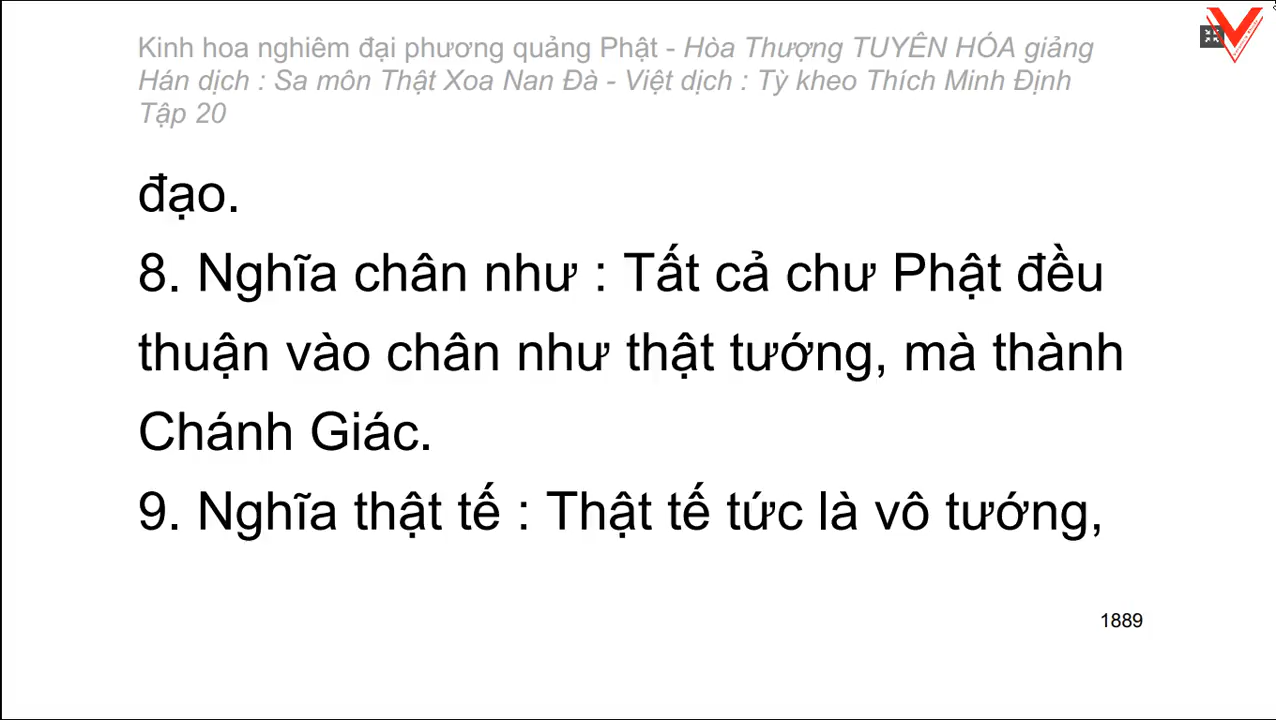 Kinh hoa nghiêm đại phương quảng Phật - Hòa Thượng TUYÊN HÓA giảng
Hán dịch : Sa môn Thật Xoa Nan Đà - Việt dịch : Tỳ kheo Thích Minh Định
Tập 20
đạo.
8. Nghĩa chân như : Tất cả chư Phật đều
thuận vào chân như thật tướng, mà thành
Chánh Giác.
9. Nghĩa thật tế : Thật tế tức là vô tướng,
1889